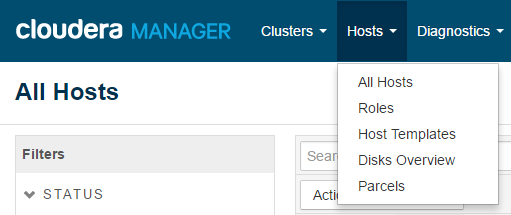 cloudera MANAGER Clusters Hosts Diagnostics
All Hosts
All Hosts
Roles
Host Templates
Disks Overview
Parcels
Filters
STATUS